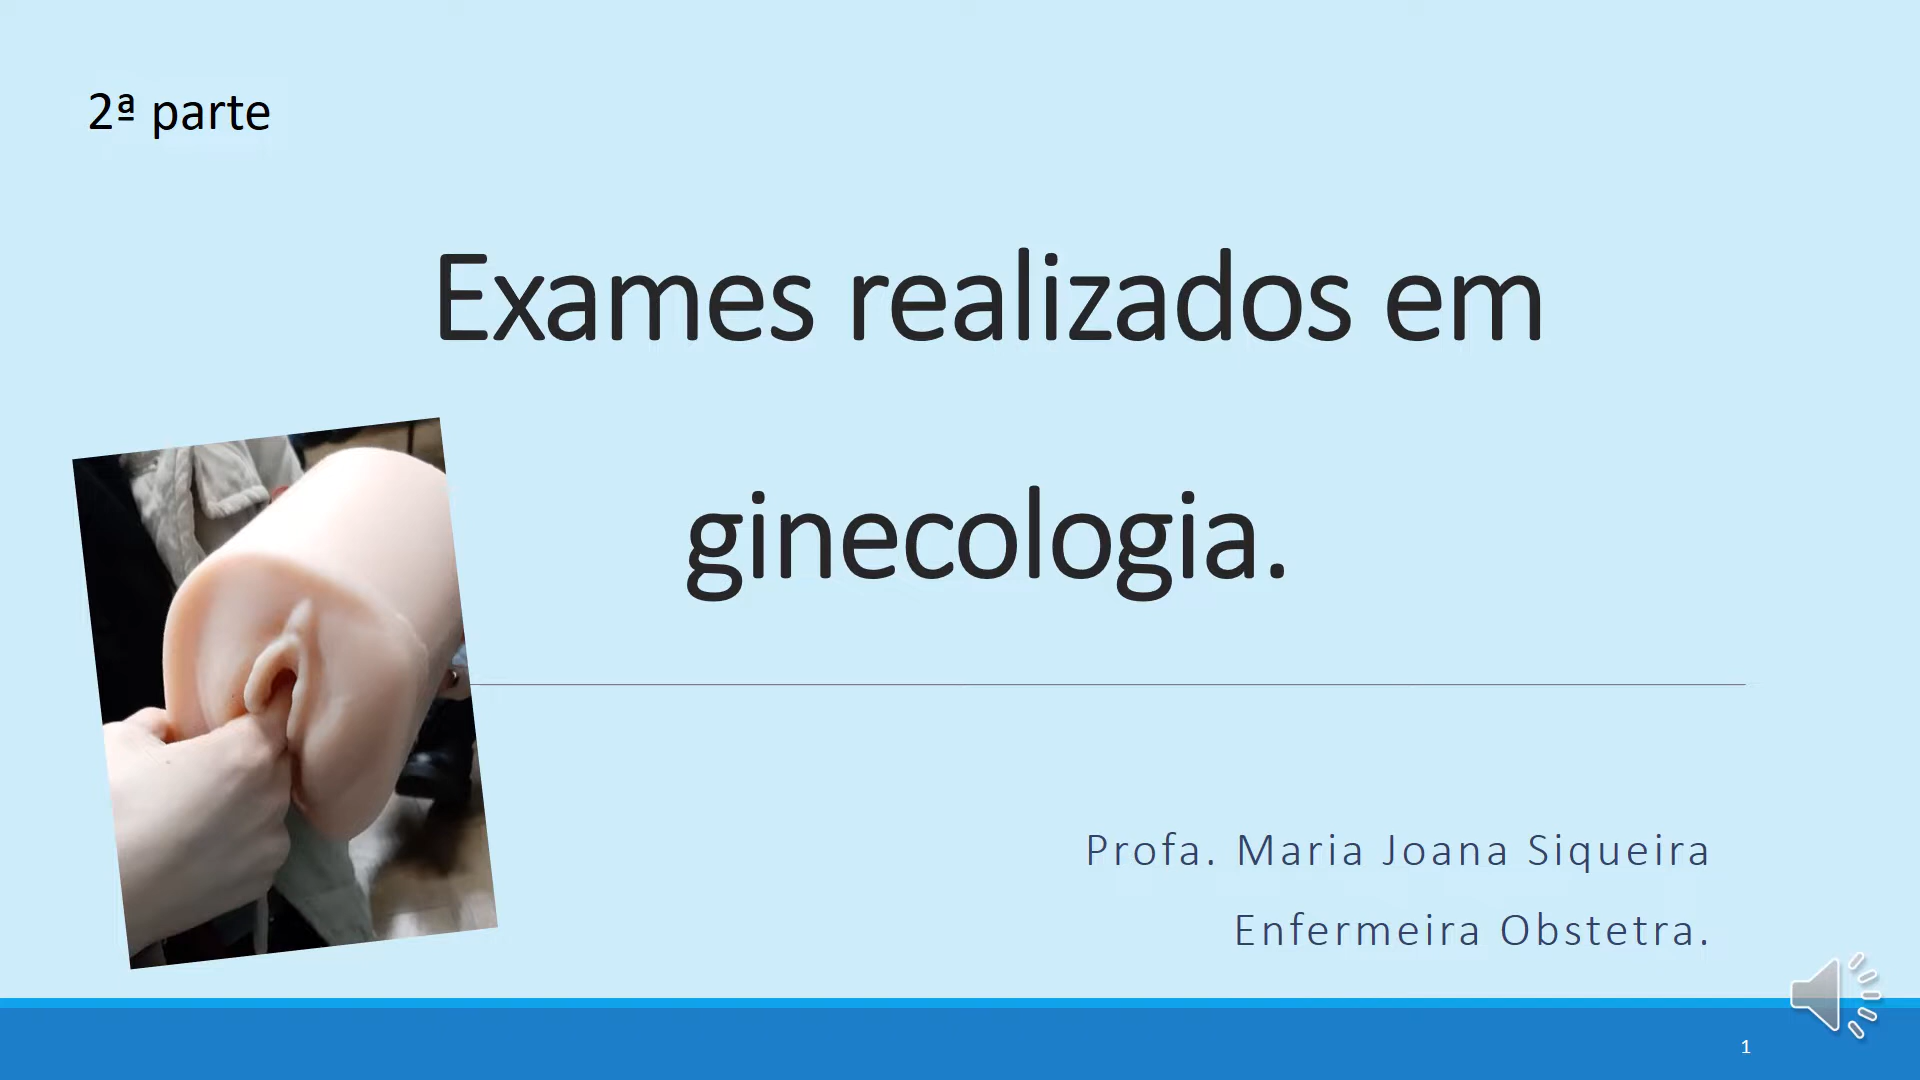 2ª parte
Exames realizados em
ginecologia.
Profa. Maria Joana Siqueira
Enfermeira Obstetra.
1